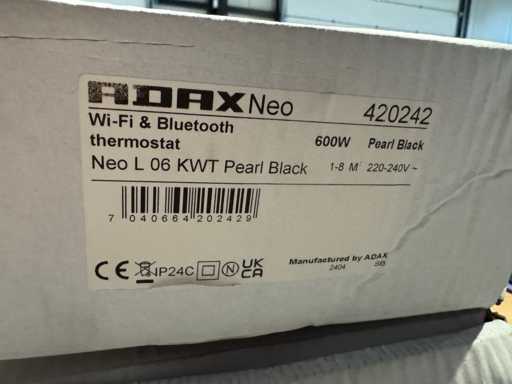 ADAX Neo 420242
Wi-Fi & Bluetooth
thermostat 600W Pearl Black
Neo L 06 KWT Pearl Black 1-8 M² 220-240V ~
7 040664 202429
CE IP24C N UK CA
Manufactured by ADAX
2404